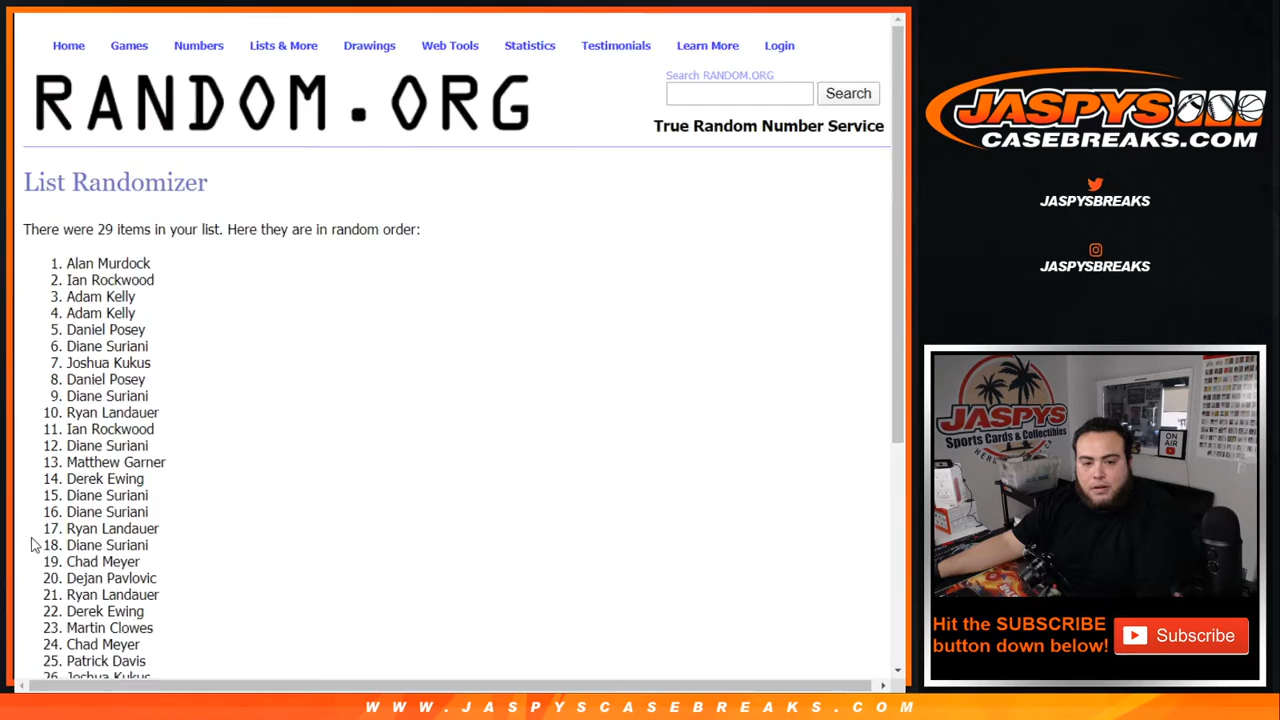 Home Games Numbers Lists & More Drawings Web Tools Statistics Testimonials Learn More Login
RANDOM.ORG
Search RANDOM.ORG
Search
True Random Number Service
List Randomizer
There were 29 items in your list. Here they are in random order:
1. Alan Murdock
2. Ian Rockwood
3. Adam Kelly
4. Adam Kelly
5. Daniel Posey
6. Diane Suriani
7. Joshua Kukus
8. Daniel Posey
9. Diane Suriani
10. Ryan Landauer
11. Ian Rockwood
12. Diane Suriani
13. Matthew Garner
14. Derek Ewing
15. Diane Suriani
16. Diane Suriani
17. Ryan Landauer
18. Diane Suriani
19. Chad Meyer
20. Dejan Pavlovic
21. Ryan Landauer
22. Derek Ewing
23. Martin Clowes
24. Chad Meyer
25. Patrick Davis
26. Joshua Kukus
JASPYS
CASEBREAKS.COM
JASPYSBREAKS
JASPYSBREAKS
JASPYS
Sports Cards & Collectibles
ON
AIR
Hit the SUBSCRIBE
button down below!
Subscribe
WWW.JASPYSCASEBREAKS.COM